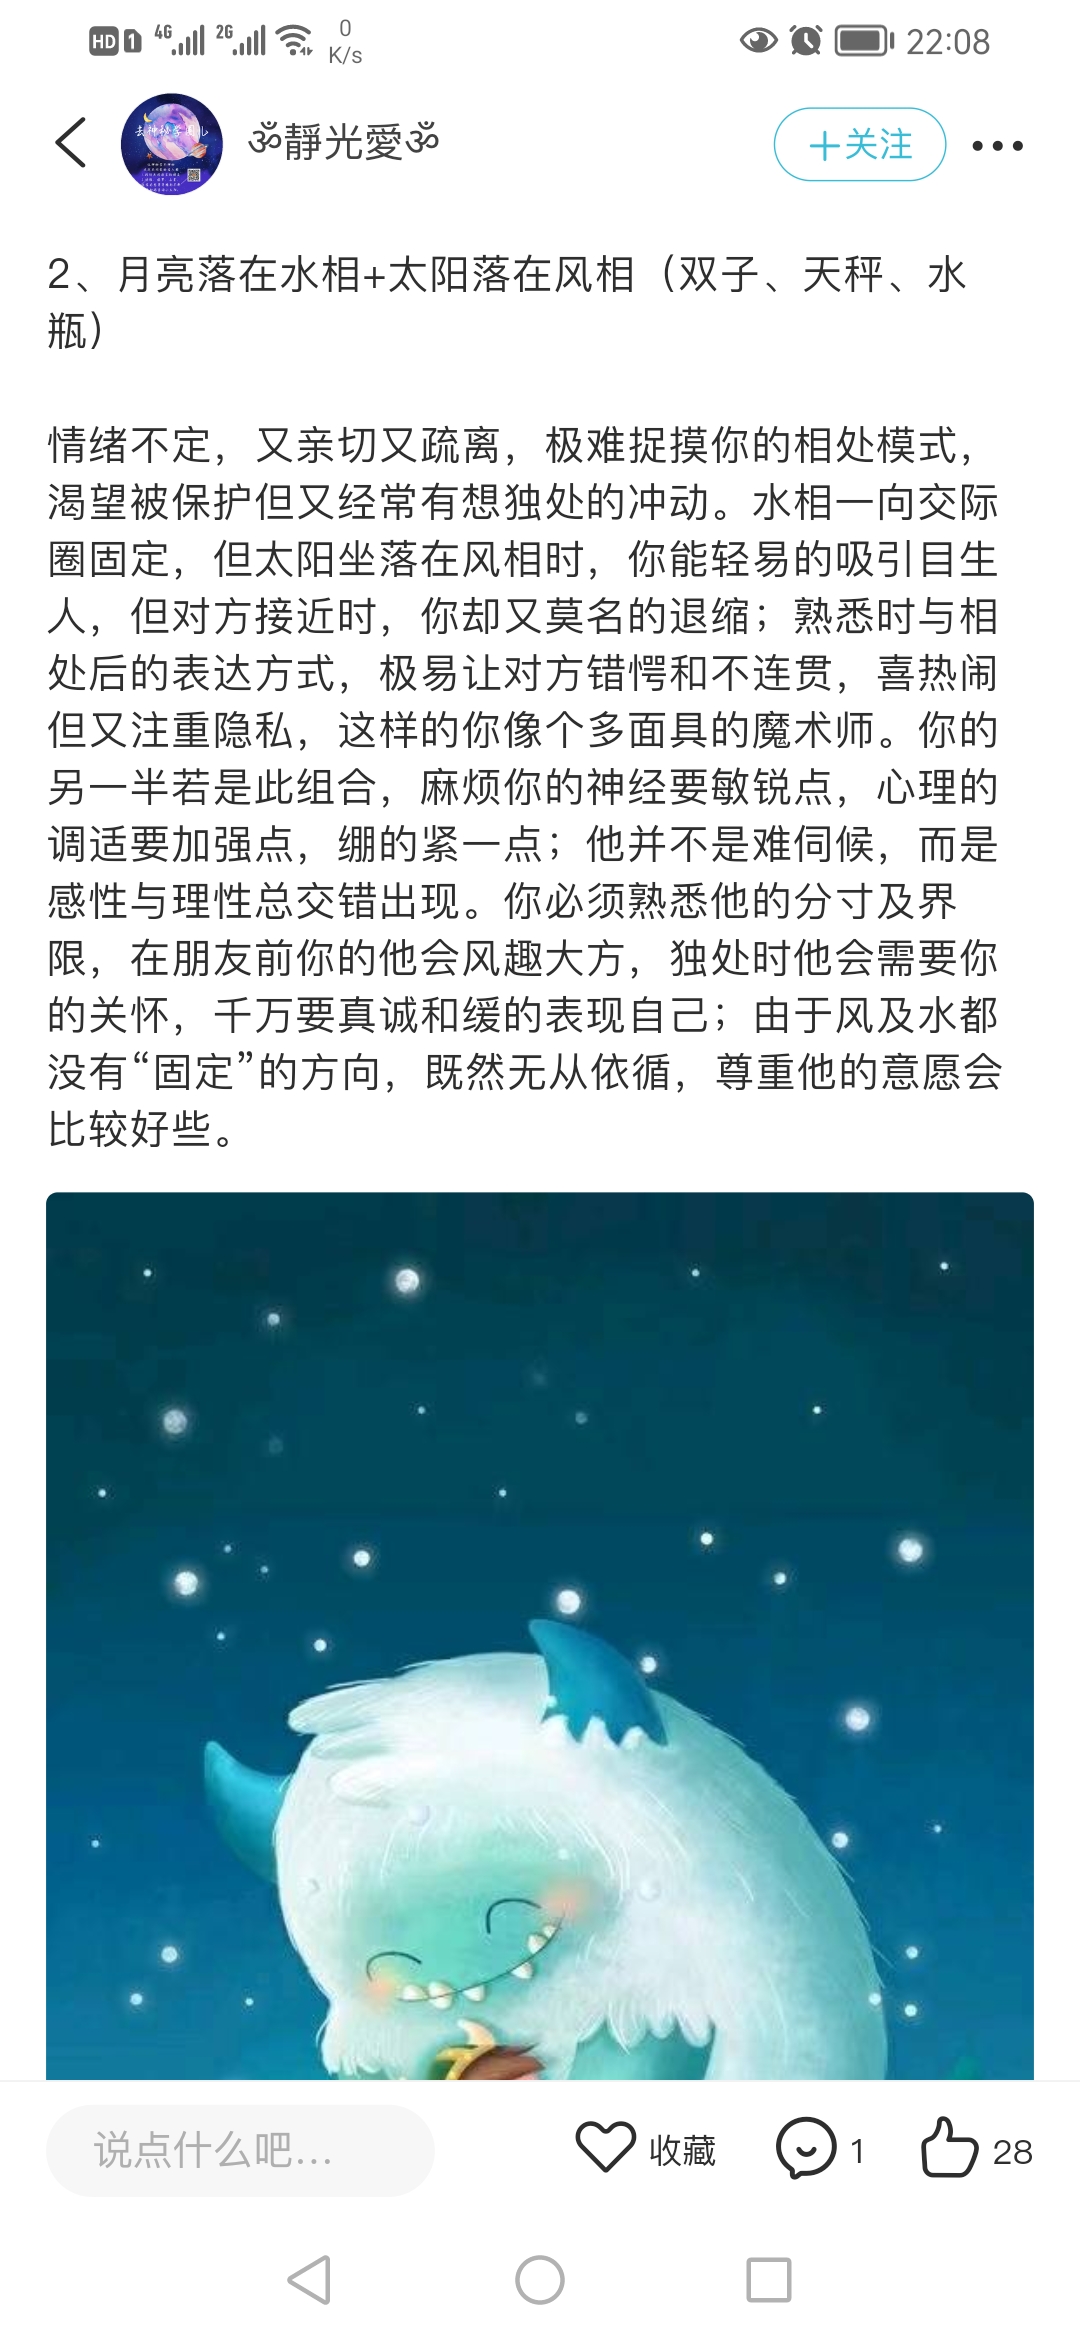 HD 1 4G 2G 0 K/s 22:08
去神秘学圈儿
ॐ靜光愛ॐ
+关注
2、月亮落在水相+太阳落在风相（双子、天秤、水
瓶）
情绪不定，又亲切又疏离，极难捉摸你的相处模式，
渴望被保护但又经常有想独处的冲动。水相一向交际
圈固定，但太阳坐落在风相时，你能轻易的吸引目生
人，但对方接近时，你却又莫名的退缩；熟悉时与相
处后的表达方式，极易让对方错愕和不连贯，喜热闹
但又注重隐私，这样的你像个多面具的魔术师。你的
另一半若是此组合，麻烦你的神经要敏锐点，心理的
调适要加强点，绷的紧一点；他并不是难伺候，而是
感性与理性总交错出现。你必须熟悉他的分寸及界
限，在朋友前你的他会风趣大方，独处时他会需要你
的关怀，千万要真诚和缓的表现自己；由于风及水都
没有“固定”的方向，既然无从依循，尊重他的意愿会
比较好些。
说点什么吧...
收藏
1
28